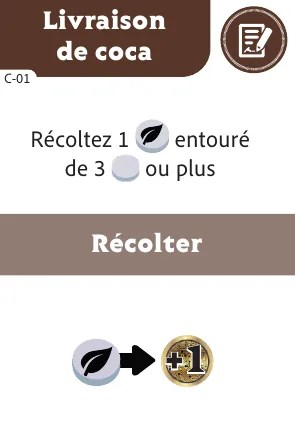 Livraison
de coca
C-01
Récoltez 1 entouré
de 3 ou plus
Récolter
+1